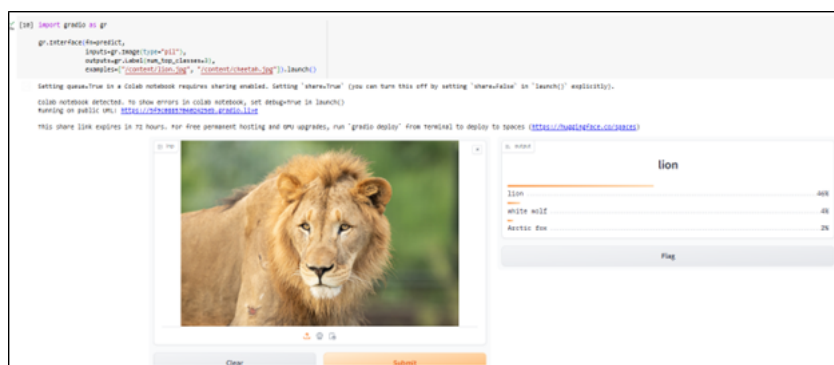 [10] import gradio as gr
gr.Interface(fn=predict,
inputs=gr.Image(type="pil"),
outputs=gr.Label(num_top_classes=3),
examples=["/content/lion.jpg", "/content/cheetah.jpg"]).launch()
Setting queue=True in a Colab notebook requires sharing enabled. Setting `share=True` (you can turn this off by setting `share=False` in `launch()` explicitly).
Colab notebook detected. To show errors in colab notebook, set debug=True in launch()
Running on public URL:
This share link expires in 72 hours. For free permanent hosting and GPU upgrades, run `gradio deploy` from Terminal to deploy to Spaces (https://huggingface.co/spaces)
output
lion
lion
white wolf 4%
Arctic fox 2%
Flag
Clear
Submit